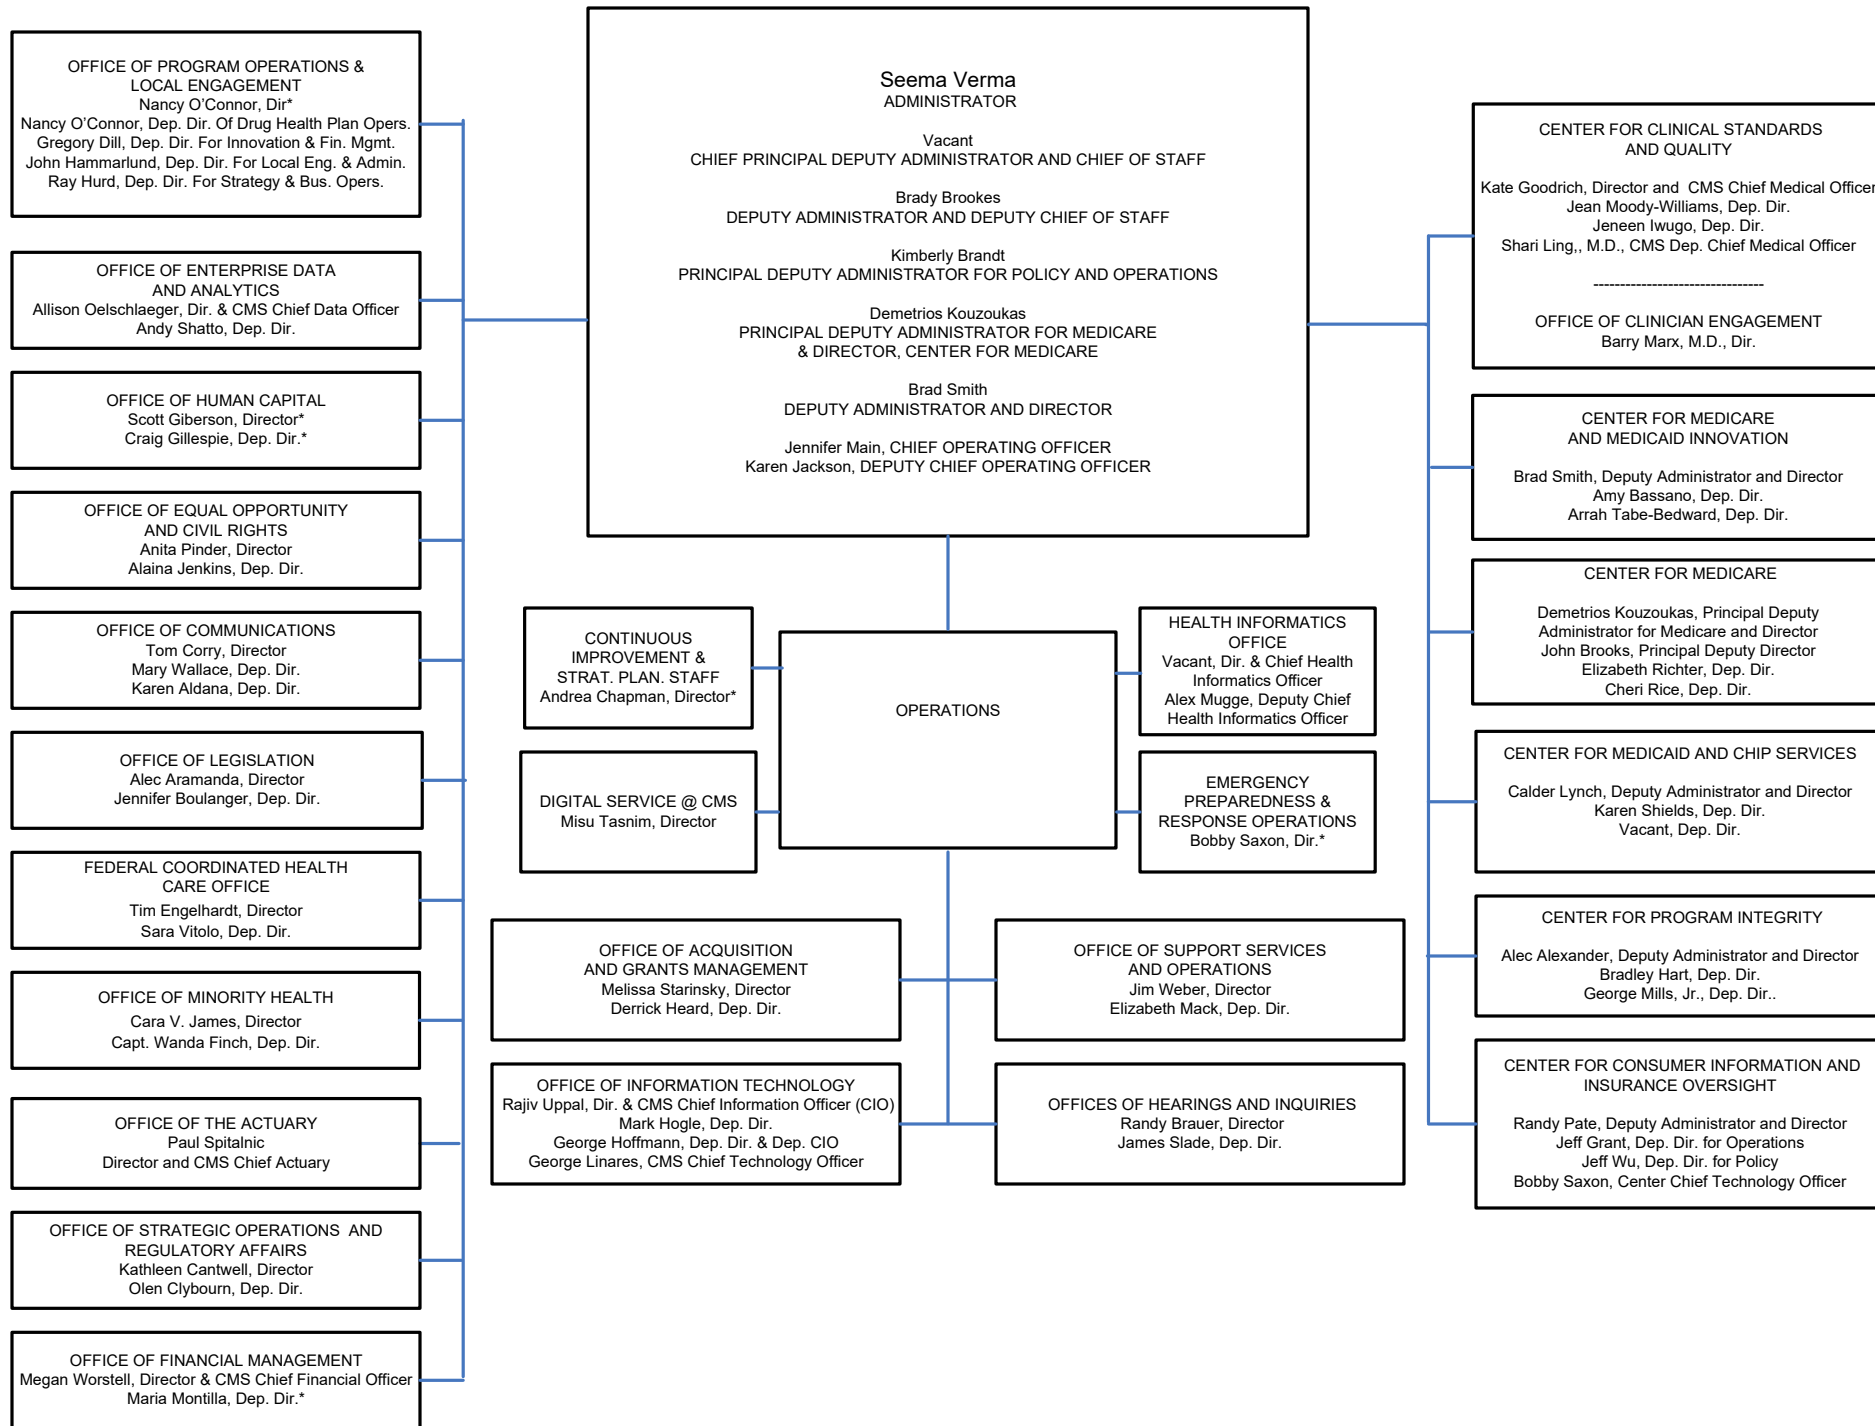 OFFICE OF PROGRAM OPERATIONS &
LOCAL ENGAGEMENT
Nancy O’Connor, Dir*
Nancy O’Connor, Dep. Dir. Of Drug Health Plan Opers.
Gregory Dill, Dep. Dir. For Innovation & Fin. Mgmt.
John Hammarlund, Dep. Dir. For Local Eng. & Admin.
Ray Hurd, Dep. Dir. For Strategy & Bus. Opers.
OFFICE OF ENTERPRISE DATA
AND ANALYTICS
Allison Oelschlaeger, Dir. & CMS Chief Data Officer
Andy Shatto, Dep. Dir.
OFFICE OF HUMAN CAPITAL
Scott Giberson, Director*
Craig Gillespie, Dep. Dir.*
OFFICE OF EQUAL OPPORTUNITY
AND CIVIL RIGHTS
Anita Pinder, Director
Alaina Jenkins, Dep. Dir.
OFFICE OF COMMUNICATIONS
Tom Corry, Director
Mary Wallace, Dep. Dir.
Karen Aldana, Dep. Dir.
OFFICE OF LEGISLATION
Alec Aramanda, Director
Jennifer Boulanger, Dep. Dir.
FEDERAL COORDINATED HEALTH
CARE OFFICE
Tim Engelhardt, Director
Sara Vitolo, Dep. Dir.
OFFICE OF MINORITY HEALTH
Cara V. James, Director
Capt. Wanda Finch, Dep. Dir.
OFFICE OF THE ACTUARY
Paul Spitalnic
Director and CMS Chief Actuary
OFFICE OF STRATEGIC OPERATIONS  AND
REGULATORY AFFAIRS
Kathleen Cantwell, Director
Olen Clybourn, Dep. Dir.
OFFICE OF FINANCIAL MANAGEMENT
Megan Worstell, Director & CMS Chief Financial Officer
Maria Montilla, Dep. Dir.*
Seema Verma
ADMINISTRATOR
Vacant
CHIEF PRINCIPAL DEPUTY ADMINISTRATOR AND CHIEF OF STAFF
Brady Brookes
DEPUTY ADMINISTRATOR AND DEPUTY CHIEF OF STAFF
Kimberly Brandt
PRINCIPAL DEPUTY ADMINISTRATOR FOR POLICY AND OPERATIONS
Demetrios Kouzoukas
PRINCIPAL DEPUTY ADMINISTRATOR FOR MEDICARE
& DIRECTOR, CENTER FOR MEDICARE
Brad Smith
DEPUTY ADMINISTRATOR AND DIRECTOR
Jennifer Main, CHIEF OPERATING OFFICER
Karen Jackson, DEPUTY CHIEF OPERATING OFFICER
CONTINUOUS
IMPROVEMENT &
STRAT. PLAN. STAFF
Andrea Chapman, Director*
DIGITAL SERVICE @ CMS
Misu Tasnim, Director
OPERATIONS
HEALTH INFORMATICS
OFFICE
Vacant, Dir. & Chief Health
Informatics Officer
Alex Mugge, Deputy Chief
Health Informatics Officer
EMERGENCY
PREPAREDNESS &
RESPONSE OPERATIONS
Bobby Saxon, Dir.*
OFFICE OF ACQUISITION
AND GRANTS MANAGEMENT
Melissa Starinsky, Director
Derrick Heard, Dep. Dir.
OFFICE OF SUPPORT SERVICES
AND OPERATIONS
Jim Weber, Director
Elizabeth Mack, Dep. Dir.
OFFICE OF INFORMATION TECHNOLOGY
Rajiv Uppal, Dir. & CMS Chief Information Officer (CIO)
Mark Hogle, Dep. Dir.
George Hoffmann, Dep. Dir. & Dep. CIO
George Linares, CMS Chief Technology Officer
OFFICES OF HEARINGS AND INQUIRIES
Randy Brauer, Director
James Slade, Dep. Dir.
CENTER FOR CLINICAL STANDARDS
AND QUALITY
Kate Goodrich, Director and  CMS Chief Medical Officer
Jean Moody-Williams, Dep. Dir.
Jeneen Iwugo, Dep. Dir.
Shari Ling,, M.D., CMS Dep. Chief Medical Officer
--------------------------------
OFFICE OF CLINICIAN ENGAGEMENT
Barry Marx, M.D., Dir.
CENTER FOR MEDICARE
AND MEDICAID INNOVATION
Brad Smith, Deputy Administrator and Director
Amy Bassano, Dep. Dir.
Arrah Tabe-Bedward, Dep. Dir.
CENTER FOR MEDICARE
Demetrios Kouzoukas, Principal Deputy
Administrator for Medicare and Director
John Brooks, Principal Deputy Director
Elizabeth Richter, Dep. Dir.
Cheri Rice, Dep. Dir.
CENTER FOR MEDICAID AND CHIP SERVICES
Calder Lynch, Deputy Administrator and Director
Karen Shields, Dep. Dir.
Vacant, Dep. Dir.
CENTER FOR PROGRAM INTEGRITY
Alec Alexander, Deputy Administrator and Director
Bradley Hart, Dep. Dir.
George Mills, Jr., Dep. Dir..
CENTER FOR CONSUMER INFORMATION AND
INSURANCE OVERSIGHT
Randy Pate, Deputy Administrator and Director
Jeff Grant, Dep. Dir. for Operations
Jeff Wu, Dep. Dir. for Policy
Bobby Saxon, Center Chief Technology Officer